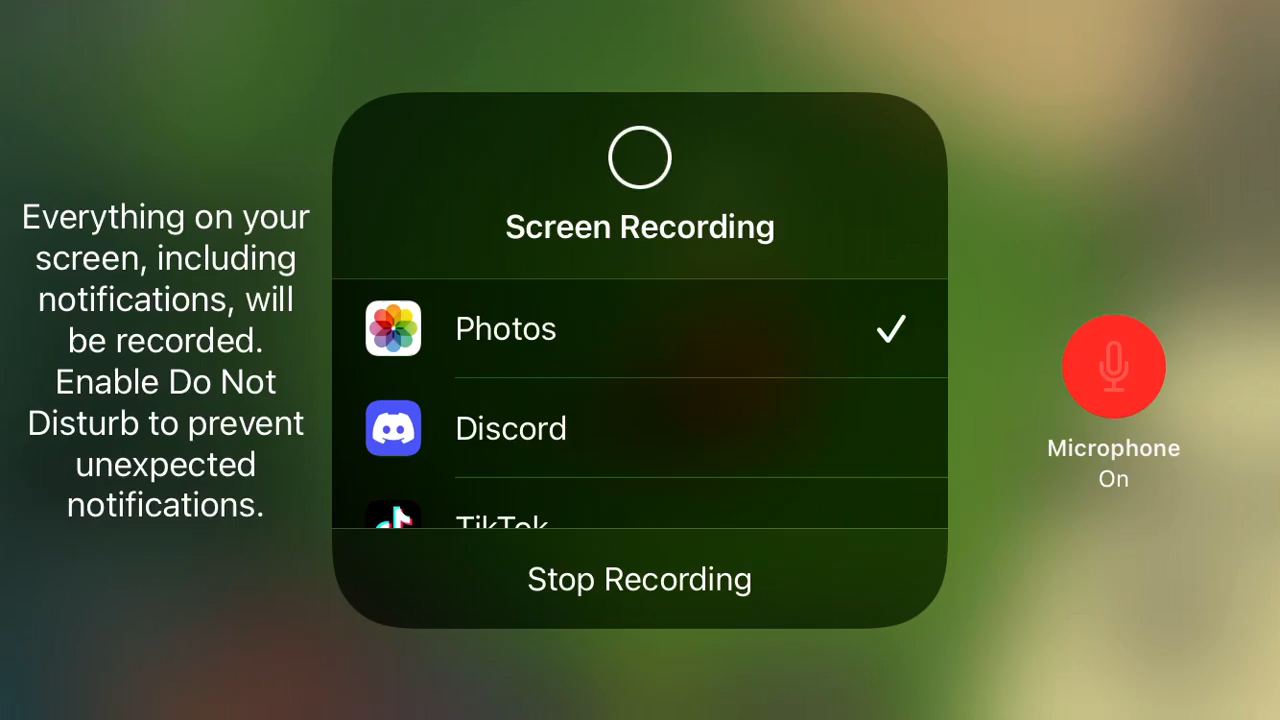 Everything on your
screen, including
notifications, will
be recorded.
Enable Do Not
Disturb to prevent
unexpected
notifications.
Screen Recording
Photos
Discord
TikTok
Stop Recording
Microphone
On